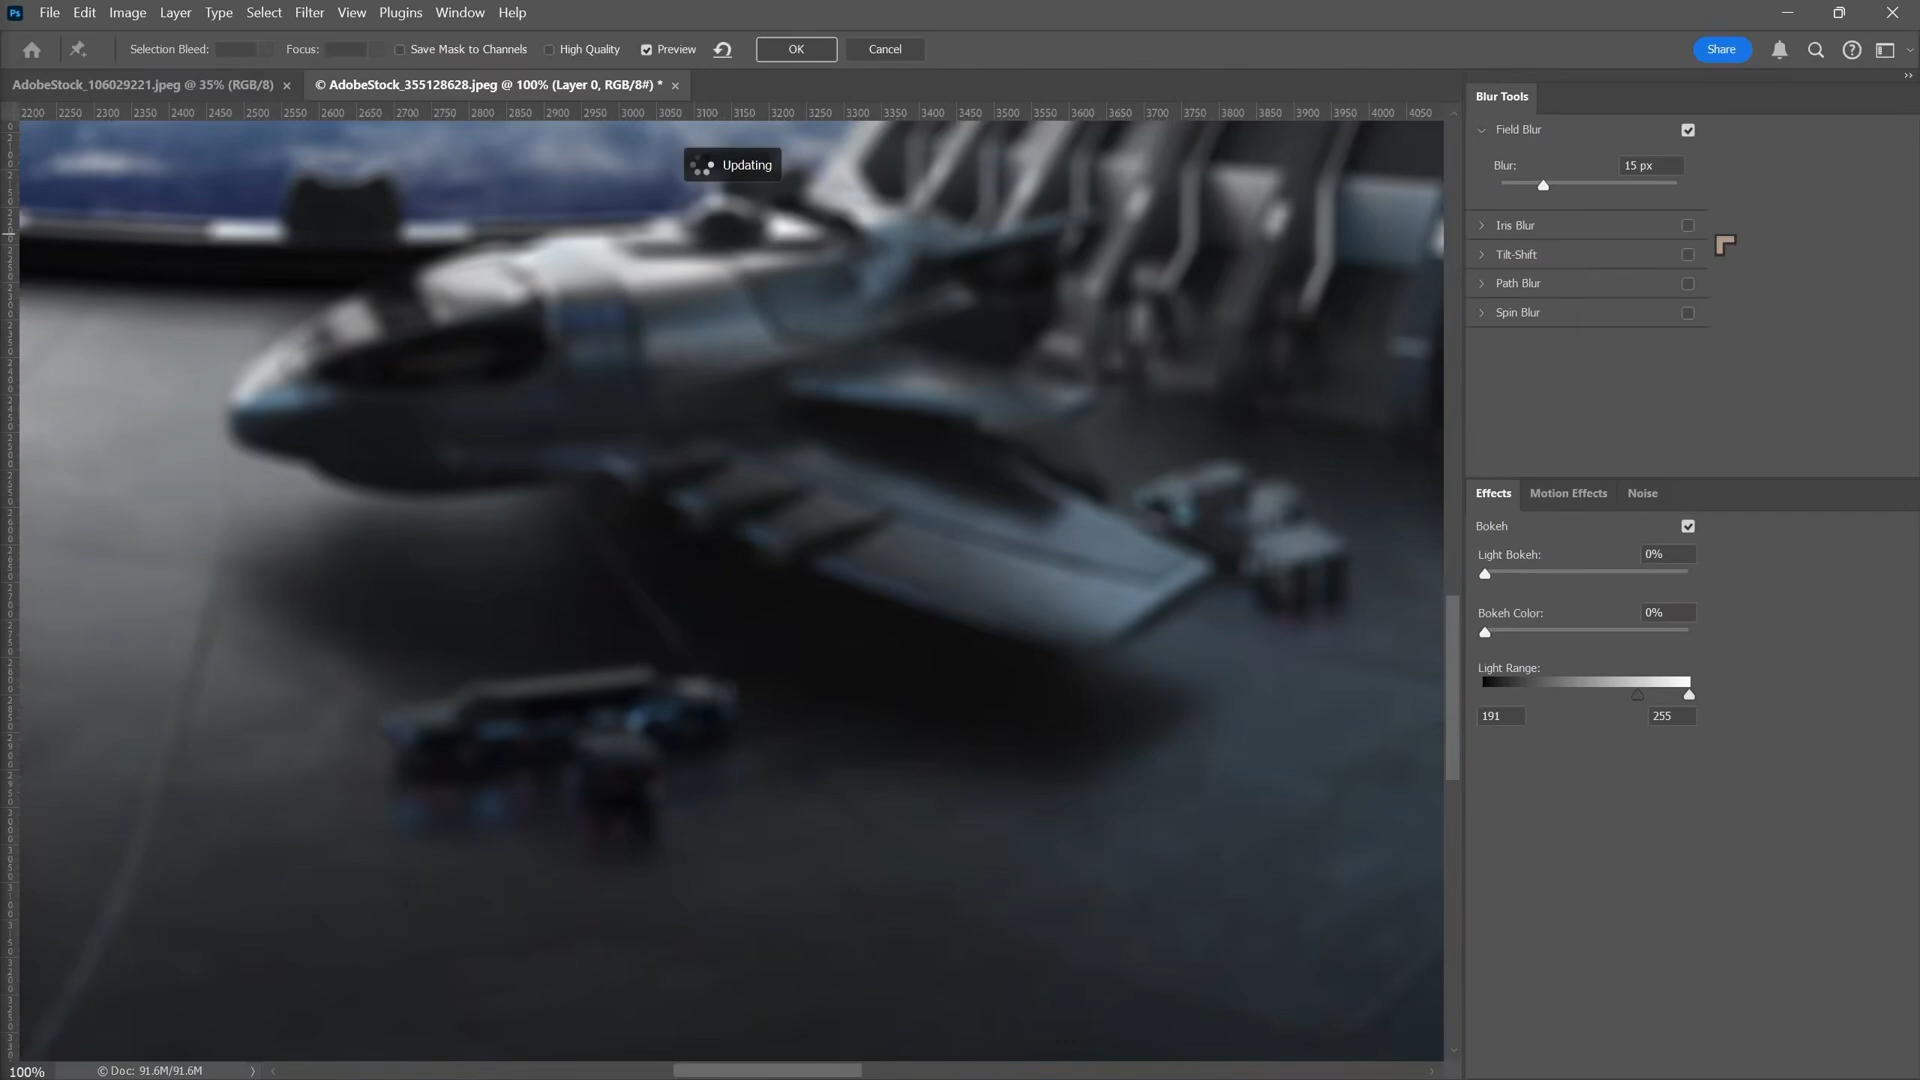 Ps File Edit Image Layer Type Select Filter View Plugins Window Help
Selection Bleed: Focus: Save Mask to Channels High Quality Preview OK Cancel Share
AdobeStock_106029221.jpeg @ 35% (RGB/8) × © AdobeStock_355128628.jpeg @ 100% (Layer 0, RGB/8#) * ×
2200 2250 2300 2350 2400 2450 2500 2550 2600 2650 2700 2750 2800 2850 2900 2950 3000 3050 3100 3150 3200 3250 3300 3350 3400 3450 3500 3550 3600 3650 3700 3750 3800 3850 3900 3950 4000 4050
Updating
Blur Tools
Field Blur
Blur: 15 px
Iris Blur
Tilt-Shift
Path Blur
Spin Blur
Effects Motion Effects Noise
Bokeh
Light Bokeh: 0%
Bokeh Color: 0%
Light Range:
191 255
100% © Doc: 91.6M/91.6M